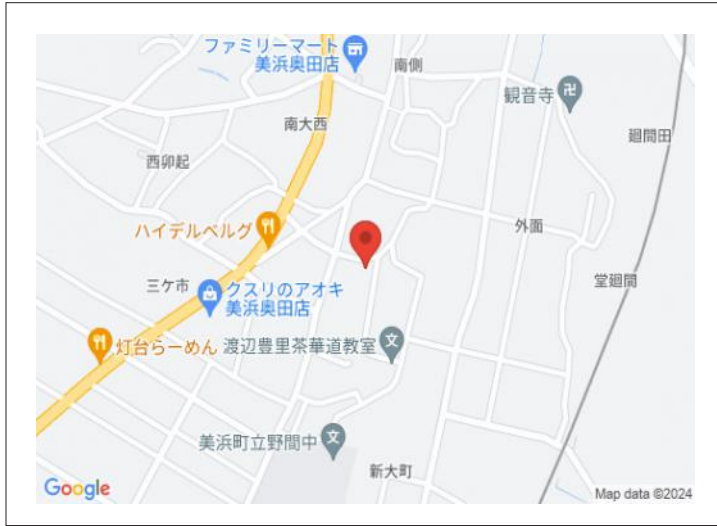 ファミリーマート
美浜奥田店
南側
観音寺
廻間田
南大西
西卯起
ハイデルベルグ
外面
三ケ市
クスリのアオキ
美浜奥田店
堂廻間
灯台らーめん
渡辺豊里茶華道教室
文
美浜町立野間中
文
新大町
Google
Map data ©2024